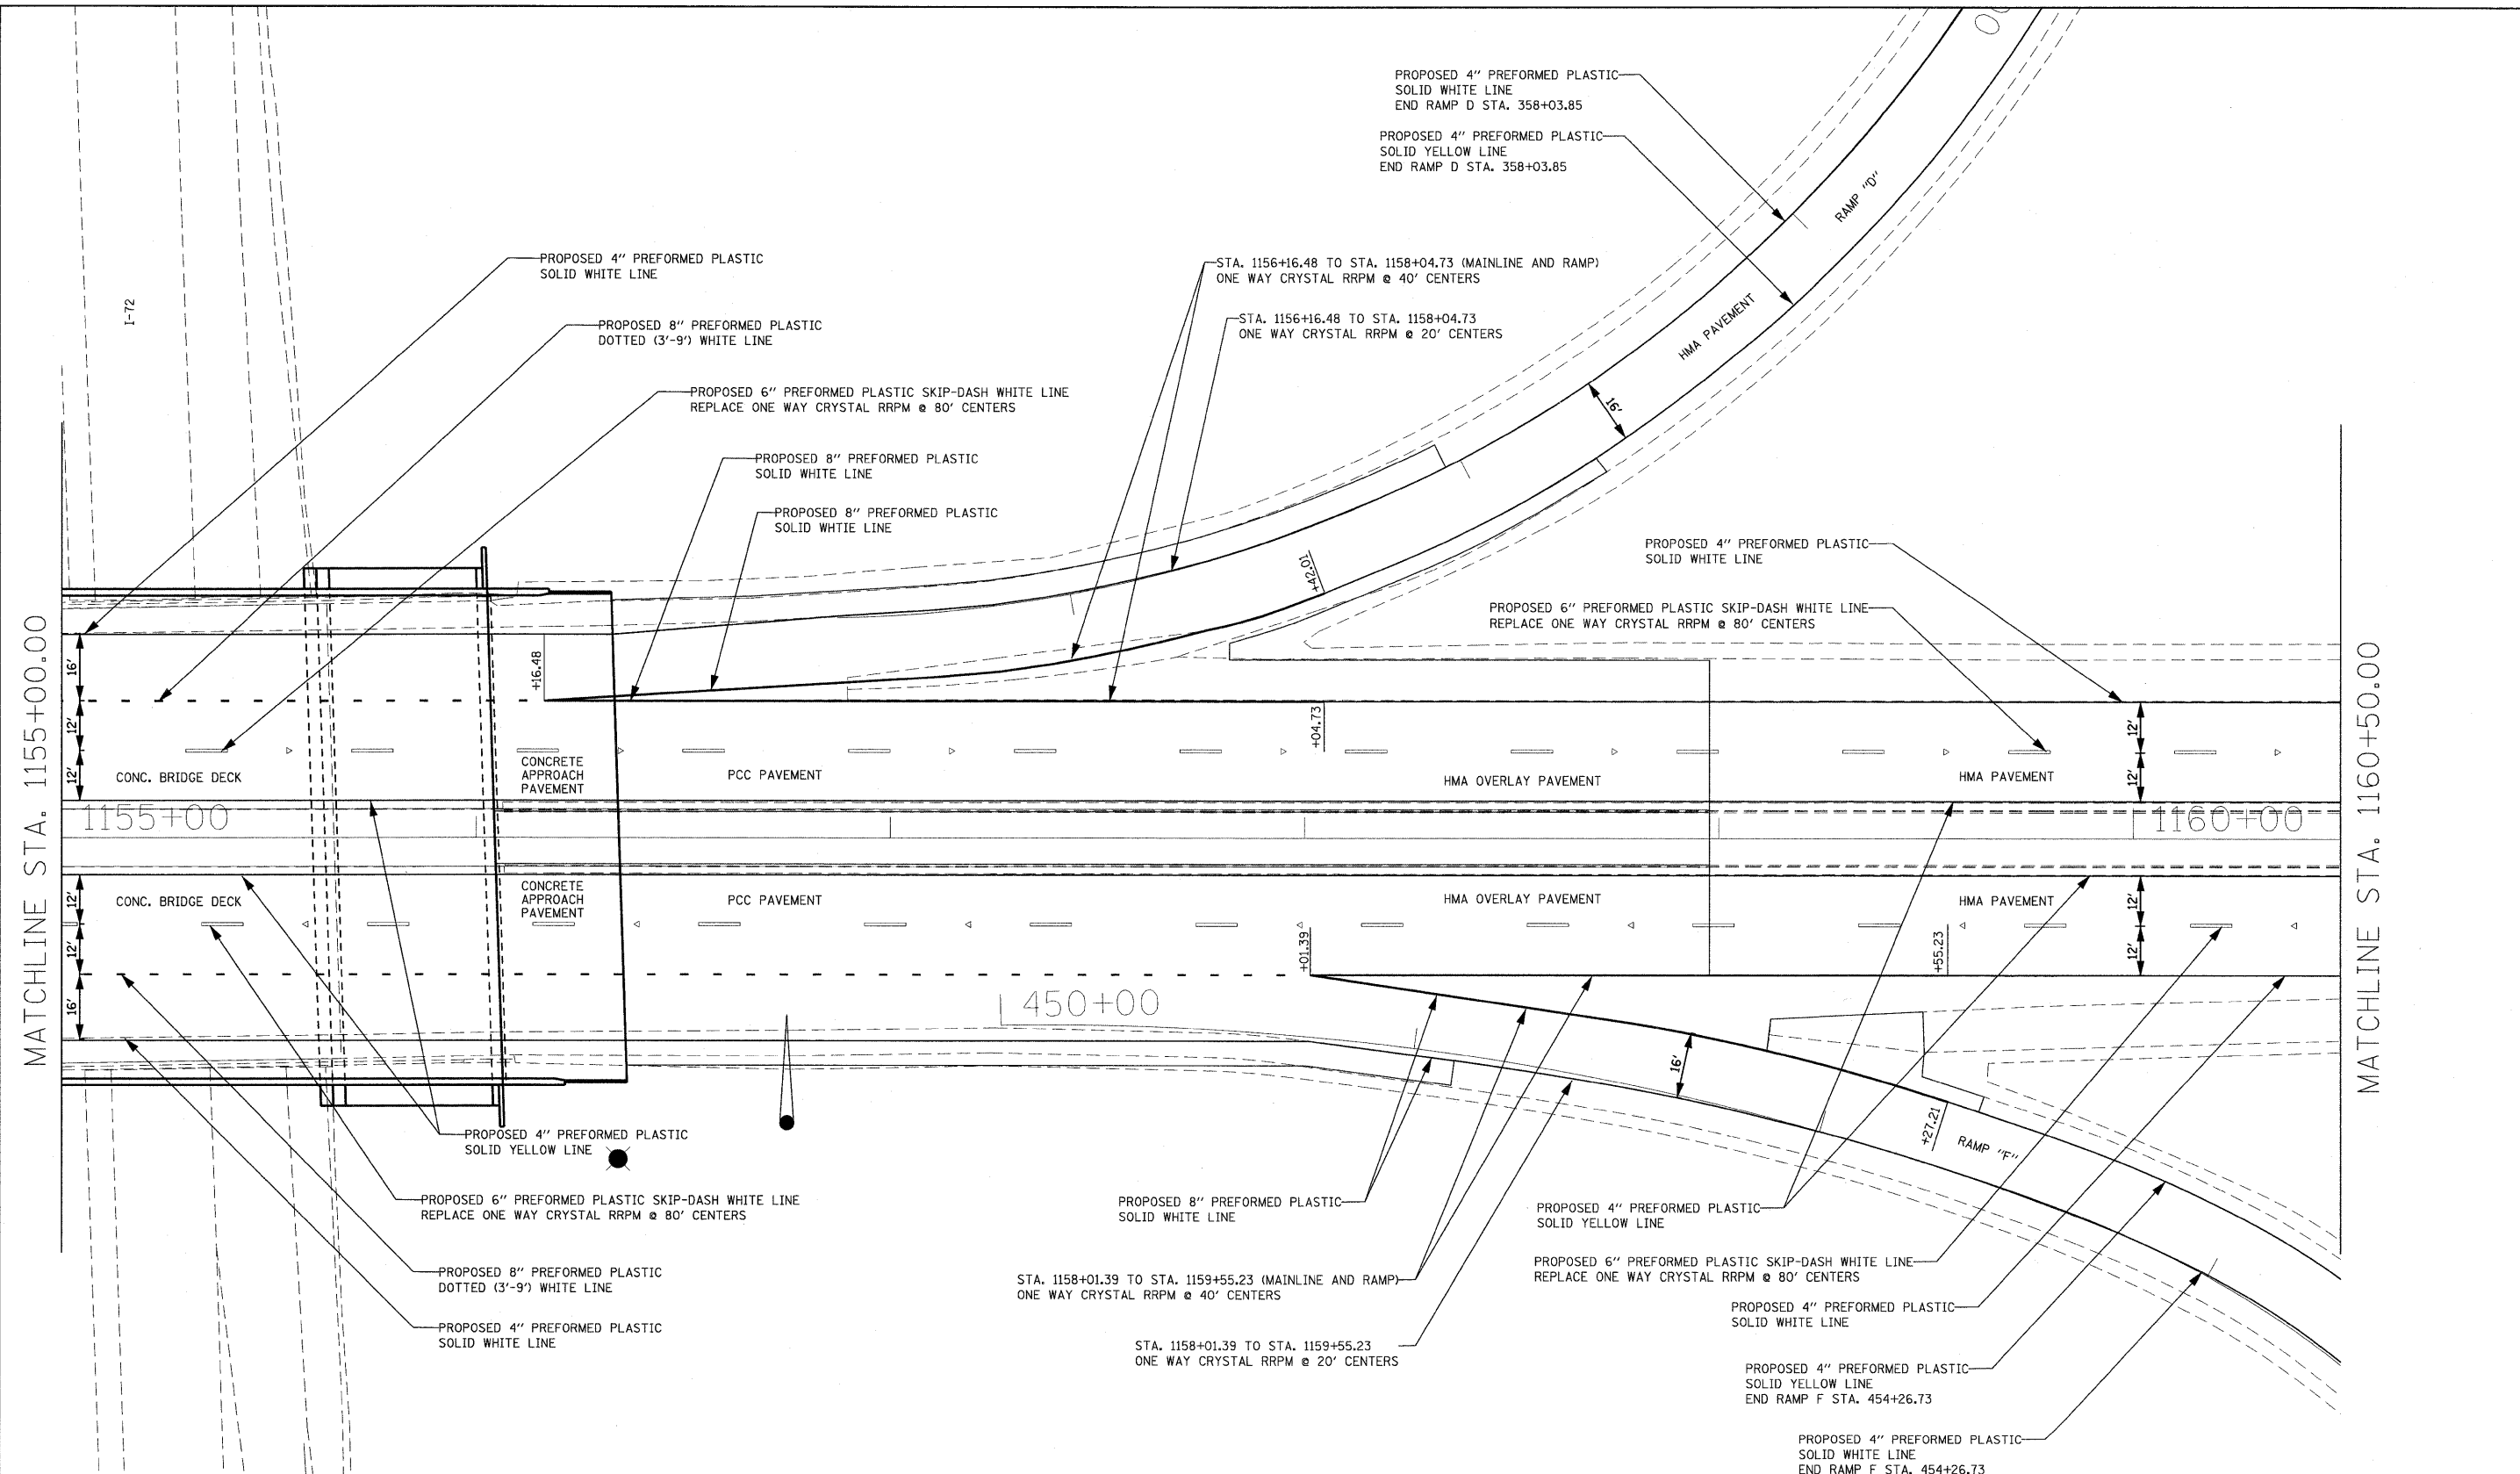 PROPOSED 4" PREFORMED PLASTIC
SOLID WHITE LINE
END RAMP D STA. 358+03.85
PROPOSED 4" PREFORMED PLASTIC
SOLID YELLOW LINE
END RAMP D STA. 358+03.85
RAMP "D"
HMA PAVEMENT
16'
I-72
PROPOSED 4" PREFORMED PLASTIC
SOLID WHITE LINE
STA. 1156+16.48 TO STA. 1158+04.73 (MAINLINE AND RAMP)
ONE WAY CRYSTAL RRPM @ 40' CENTERS
PROPOSED 8" PREFORMED PLASTIC
DOTTED (3'-9') WHITE LINE
STA. 1156+16.48 TO STA. 1158+04.73
ONE WAY CRYSTAL RRPM @ 20' CENTERS
PROPOSED 6" PREFORMED PLASTIC SKIP-DASH WHITE LINE
REPLACE ONE WAY CRYSTAL RRPM @ 80' CENTERS
PROPOSED 8" PREFORMED PLASTIC
SOLID WHITE LINE
PROPOSED 8" PREFORMED PLASTIC
SOLID WHTIE LINE
PROPOSED 4" PREFORMED PLASTIC
SOLID WHITE LINE
PROPOSED 6" PREFORMED PLASTIC SKIP-DASH WHITE LINE
REPLACE ONE WAY CRYSTAL RRPM @ 80' CENTERS
+42.01
MATCHLINE STA. 1155+00.00
MATCHLINE STA. 1160+50.00
16'
+16.48
12'
+04.73
12'
12'
CONC. BRIDGE DECK
CONCRETE
APPROACH
PAVEMENT
PCC PAVEMENT
HMA OVERLAY PAVEMENT
HMA PAVEMENT
12'
1155+00
1160+00
12'
CONC. BRIDGE DECK
CONCRETE
APPROACH
PAVEMENT
PCC PAVEMENT
HMA OVERLAY PAVEMENT
HMA PAVEMENT
12'
12'
+01.39
+55.23
12'
16'
450+00
16'
+27.21
RAMP "F"
PROPOSED 4" PREFORMED PLASTIC
SOLID YELLOW LINE
PROPOSED 6" PREFORMED PLASTIC SKIP-DASH WHITE LINE
REPLACE ONE WAY CRYSTAL RRPM @ 80' CENTERS
PROPOSED 8" PREFORMED PLASTIC
SOLID WHITE LINE
PROPOSED 4" PREFORMED PLASTIC
SOLID YELLOW LINE
PROPOSED 8" PREFORMED PLASTIC
DOTTED (3'-9') WHITE LINE
STA. 1158+01.39 TO STA. 1159+55.23 (MAINLINE AND RAMP)
ONE WAY CRYSTAL RRPM @ 40' CENTERS
PROPOSED 6" PREFORMED PLASTIC SKIP-DASH WHITE LINE
REPLACE ONE WAY CRYSTAL RRPM @ 80' CENTERS
PROPOSED 4" PREFORMED PLASTIC
SOLID WHITE LINE
PROPOSED 4" PREFORMED PLASTIC
SOLID WHITE LINE
STA. 1158+01.39 TO STA. 1159+55.23
ONE WAY CRYSTAL RRPM @ 20' CENTERS
PROPOSED 4" PREFORMED PLASTIC
SOLID YELLOW LINE
END RAMP F STA. 454+26.73
PROPOSED 4" PREFORMED PLASTIC
SOLID WHITE LINE
END RAMP F STA. 454+26.73